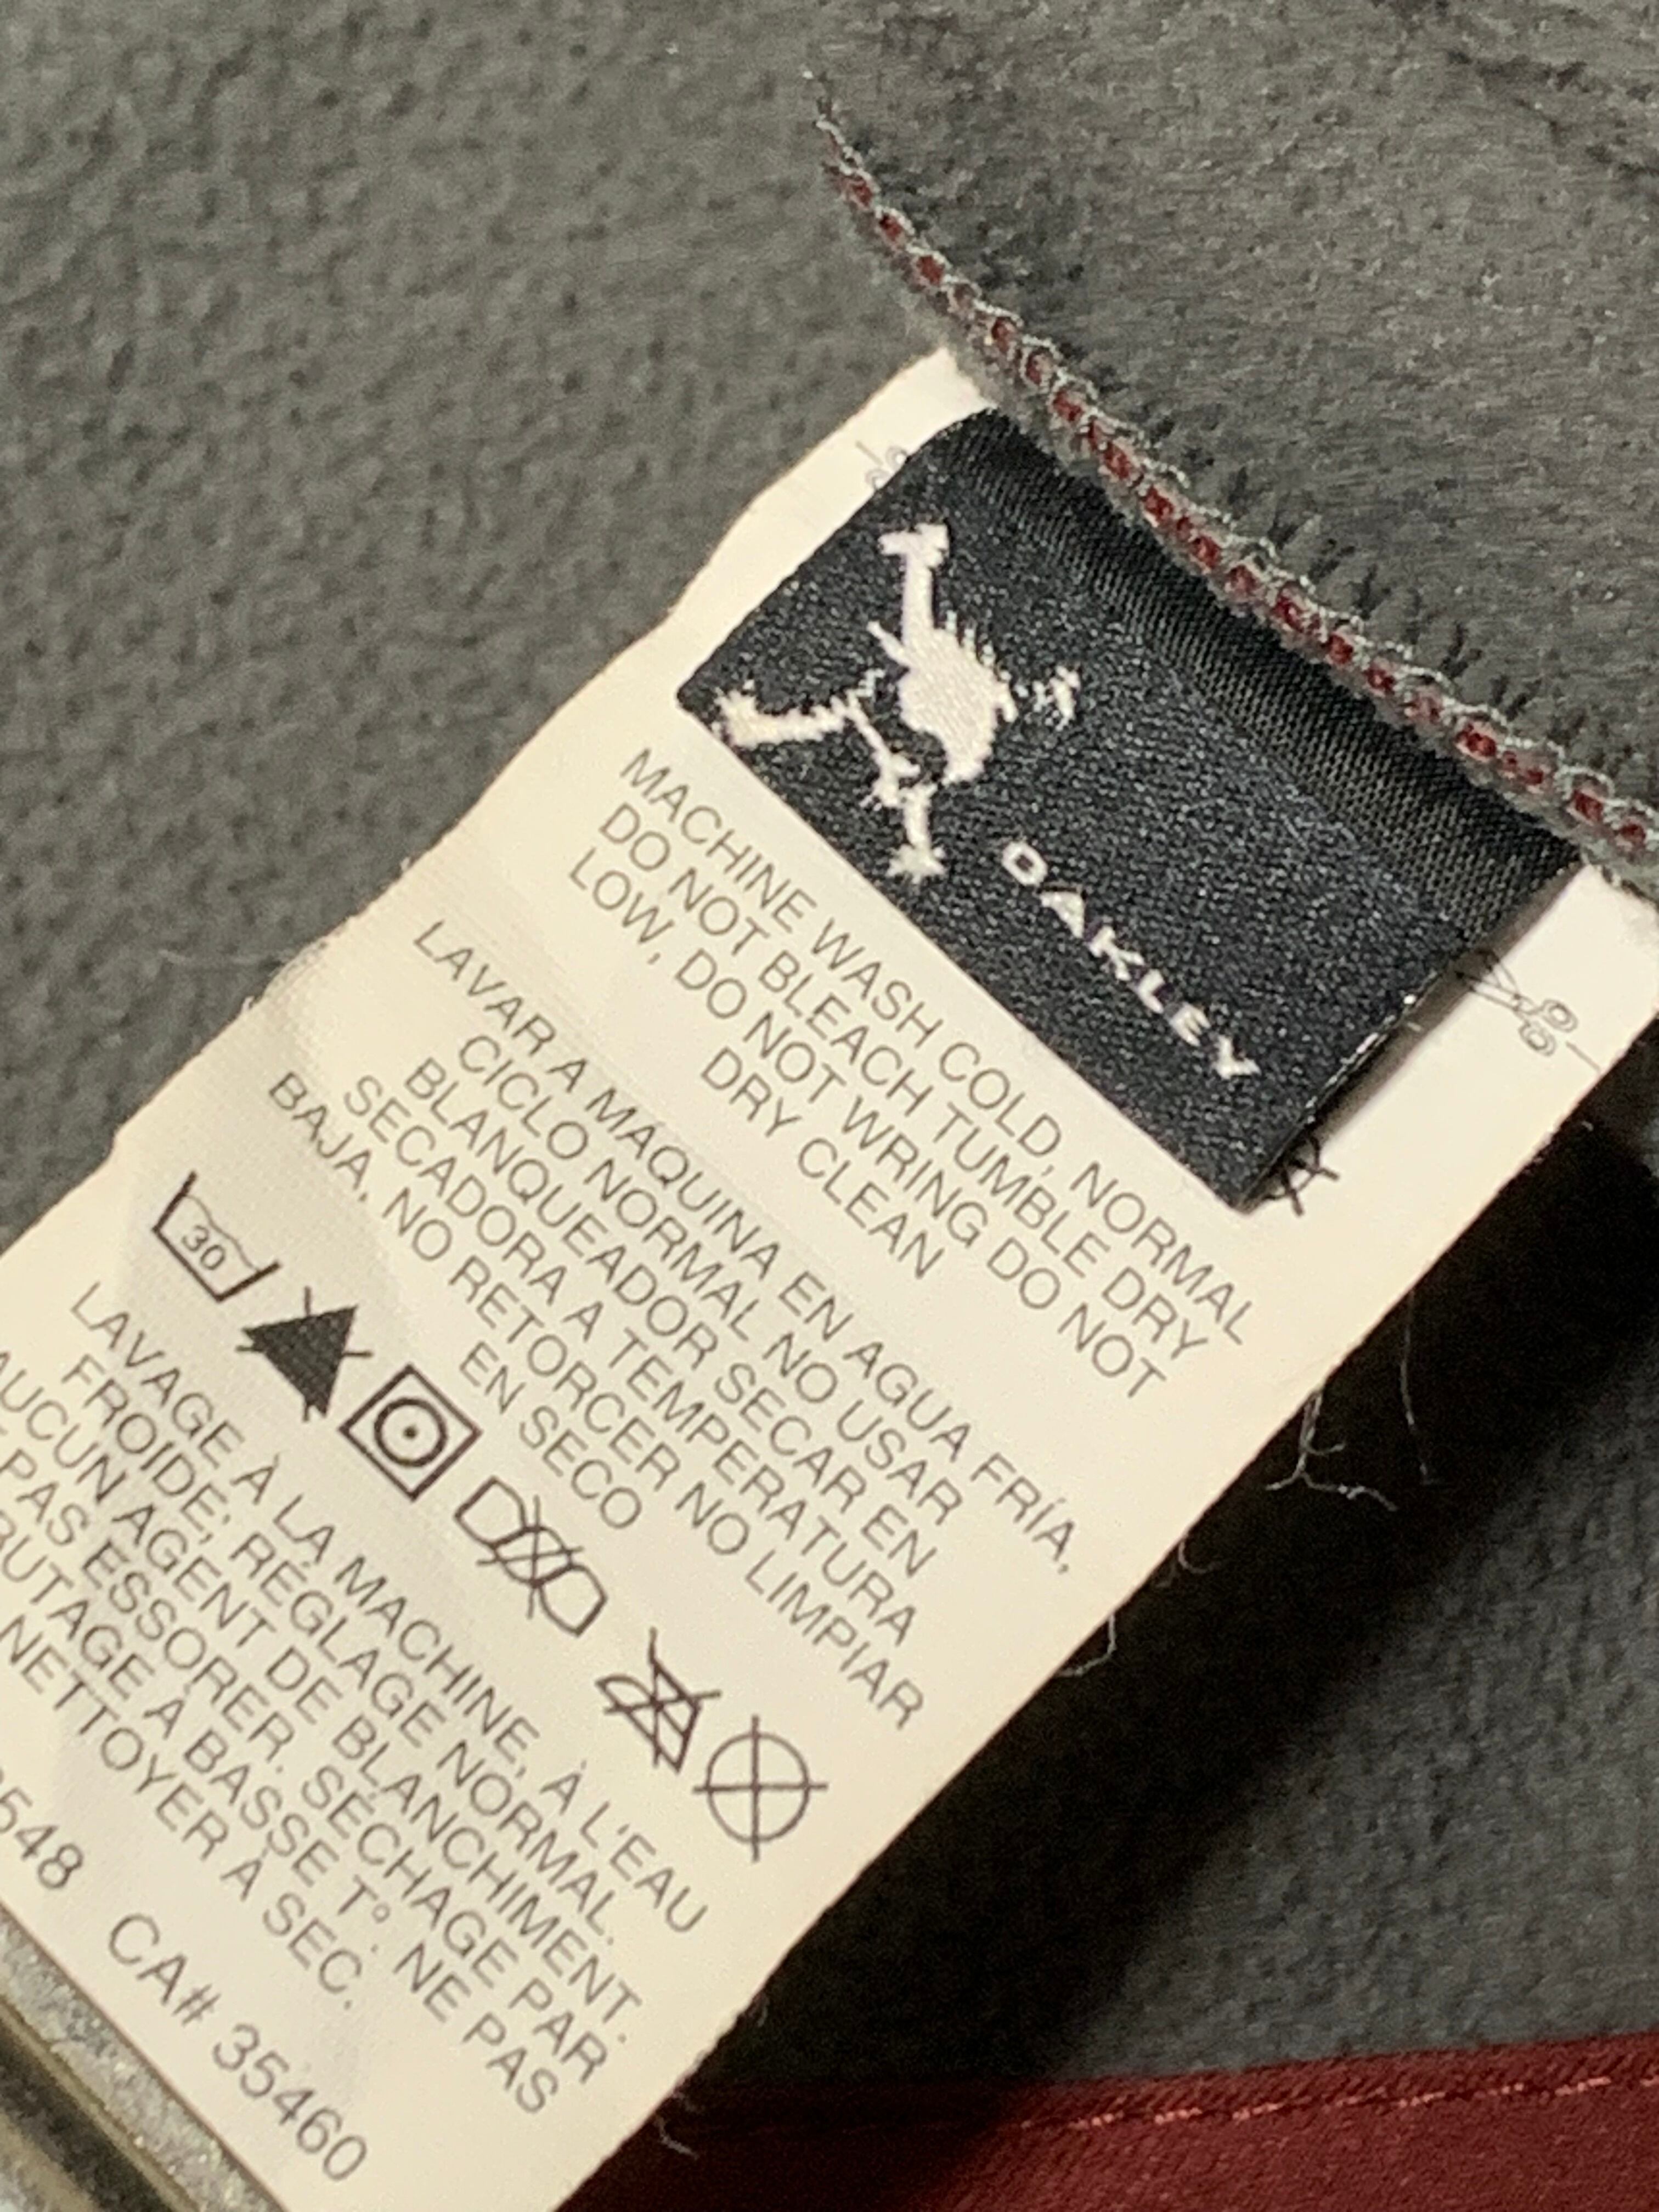 OAKLEY
MACHINE WASH COLD, NORMAL
DO NOT BLEACH TUMBLE DRY
LOW, DO NOT WRING DO NOT
DRY CLEAN
LAVAR A MAQUINA EN AGUA FRÍA,
CICLO NORMAL NO USAR
BLANQUEADOR SECAR EN
SECADORA A TEMPERATURA
BAJA, NO RETORCER NO LIMPIAR
EN SECO
30
LAVAGE À LA MACHINE, À L'EAU
FROIDE; RÉGLAGE NORMAL.
AUCUN AGENT DE BLANCHIMENT.
PAS ESSORER. SÉCHAGE PAR
À BASSE T°. NE PAS
NETTOYER À SEC.
548 CA# 35460